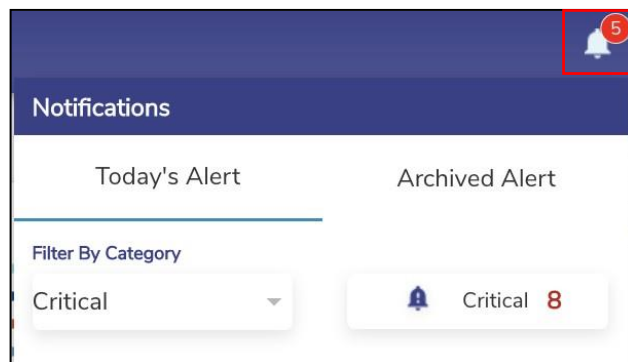 5
Notifications
Today's Alert Archived Alert
Filter By Category
Critical Critical 8